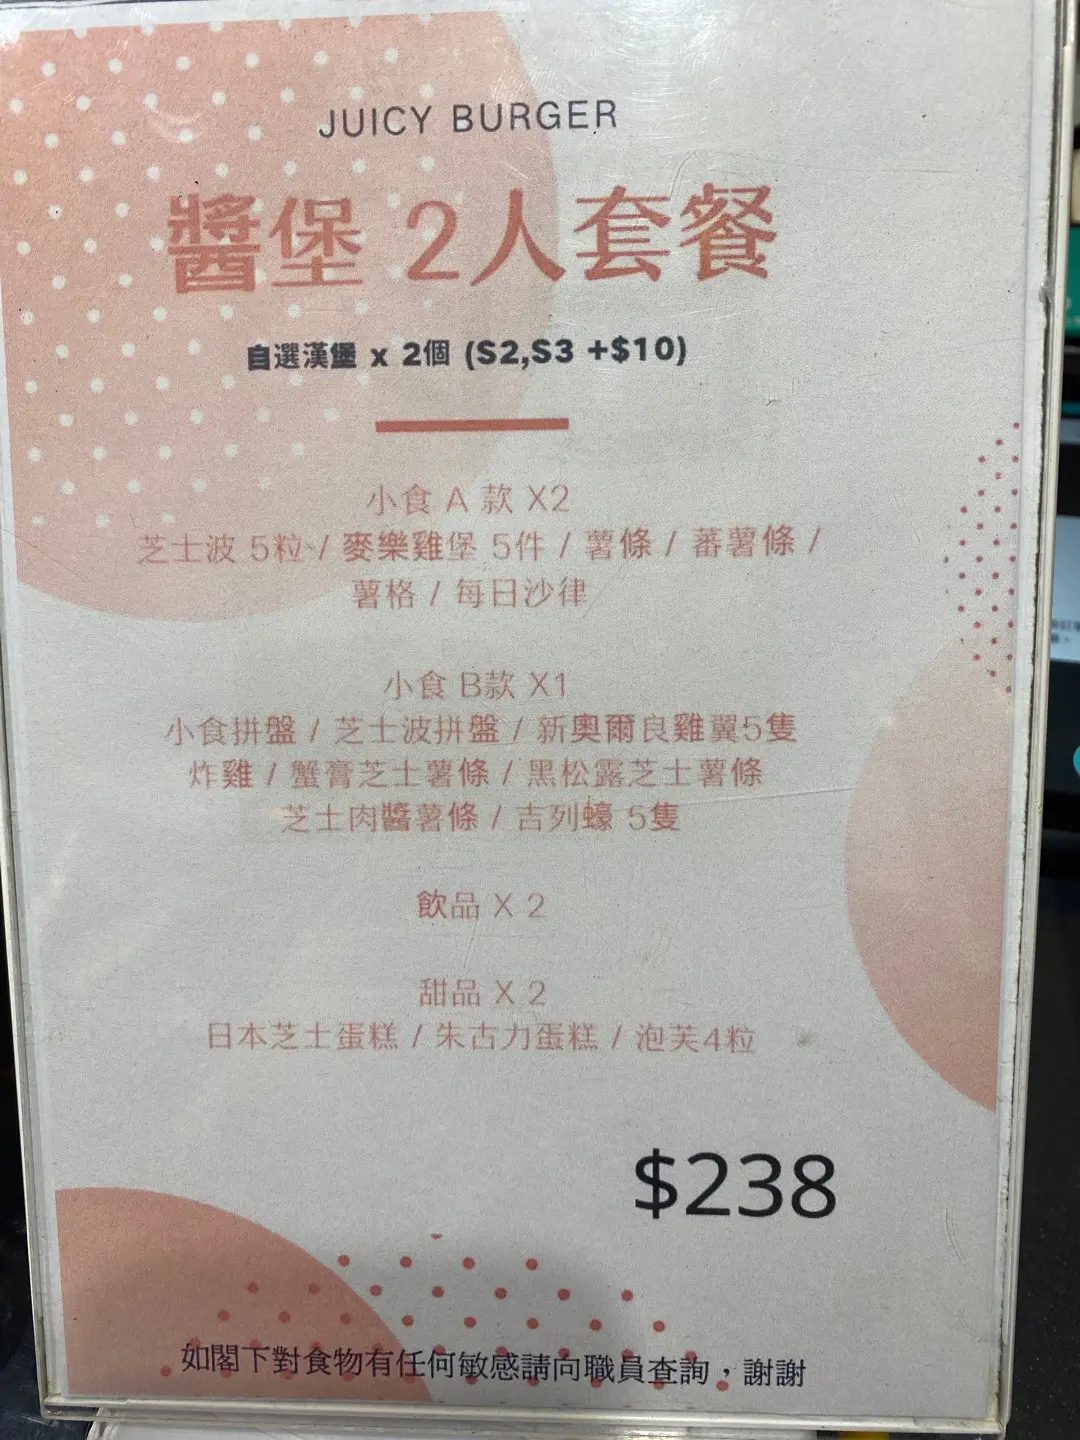 JUICY BURGER
醬堡 2人套餐
自選漢堡 x 2個 (S2,S3 +$10)
小食 A 款 X2
芝士波 5粒 / 麥樂雞堡 5件 / 薯條 / 蕃薯條 /
薯格 / 每日沙律
小食 B款 X1
小食拼盤 / 芝士波拼盤 / 新奧爾良雞翼5隻
炸雞 / 蟹膏芝士薯條 / 黑松露芝士薯條
芝士肉醬薯條 / 吉列蠔 5隻
飲品 X 2
甜品 X 2
日本芝士蛋糕 / 朱古力蛋糕 / 泡芙4粒
$238
如閣下對食物有任何敏感請向職員查詢，謝謝